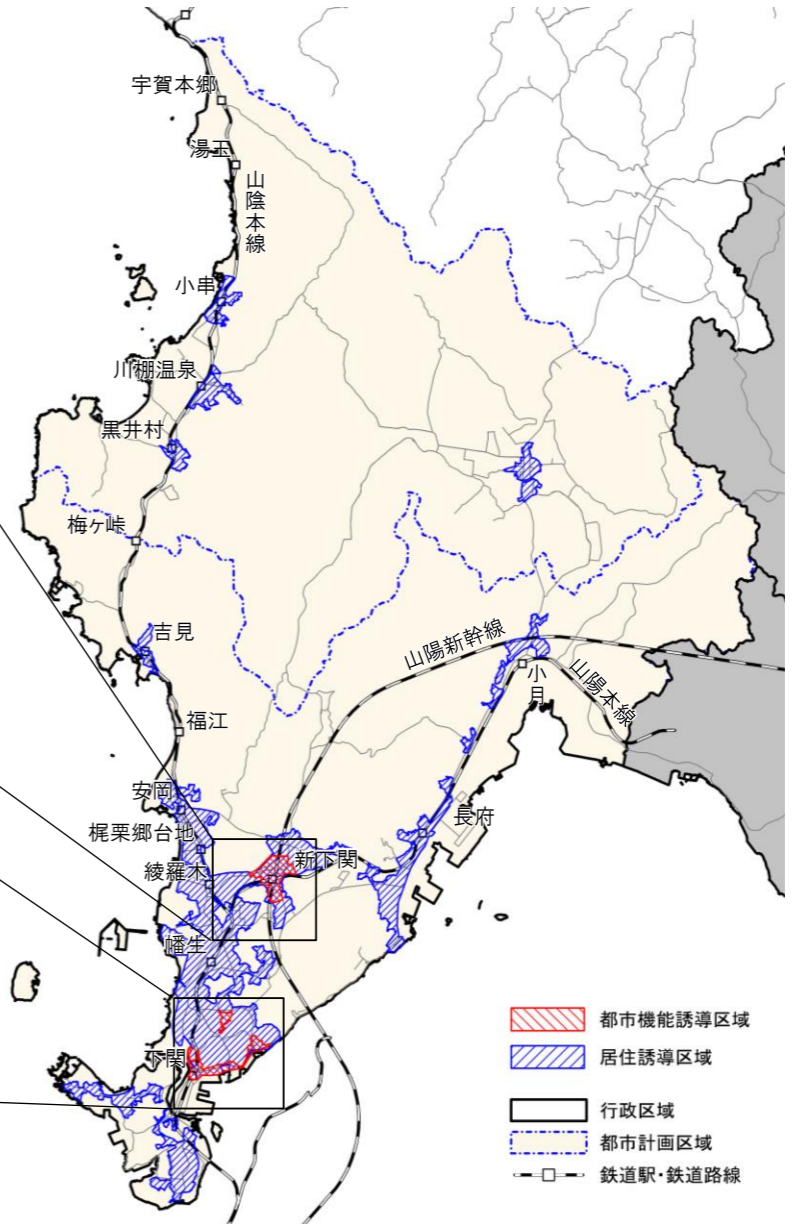 宇賀本郷
湯玉
山陰本線
小串
川棚温泉
黒井村
梅ヶ峠
吉見
山陽新幹線
小月
山陽本線
福江
安岡
長府
梶栗郷台地
新下関
綾羅木
幡生
下関
都市機能誘導区域
居住誘導区域
行政区域
都市計画区域
鉄道駅・鉄道路線